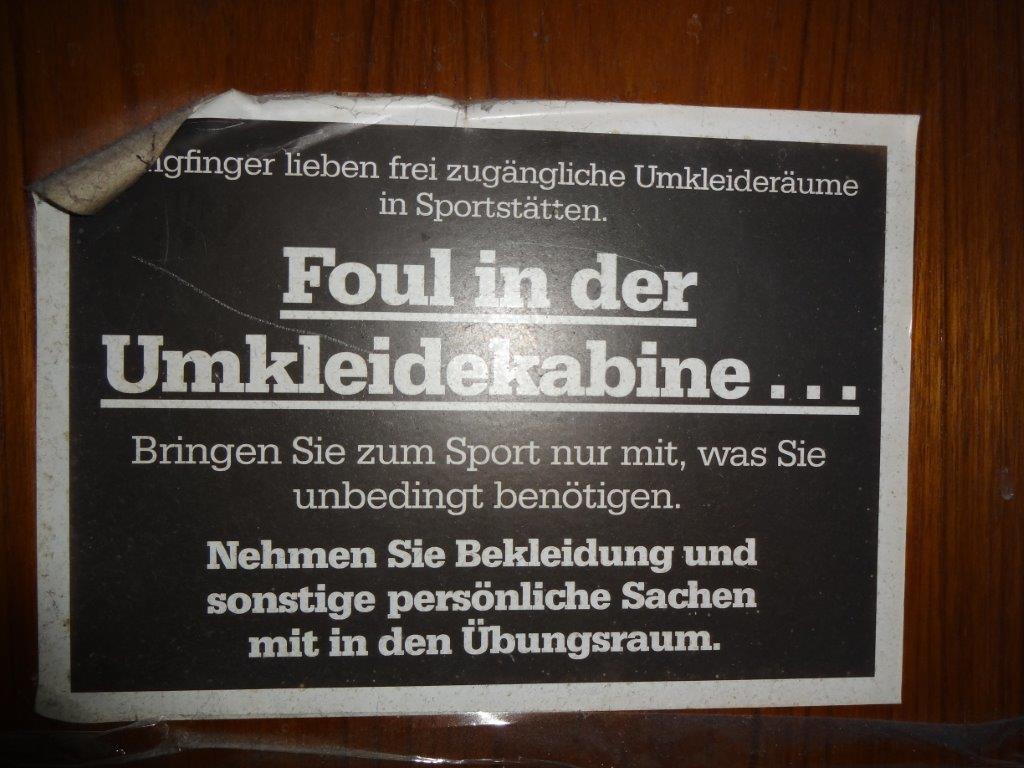 ngfinger lieben frei zugängliche Umkleideräume
in Sportstätten.
Foul in der
Umkleidekabine ...
Bringen Sie zum Sport nur mit, was Sie
unbedingt benötigen.
Nehmen Sie Bekleidung und
sonstige persönliche Sachen
mit in den Übungsraum.